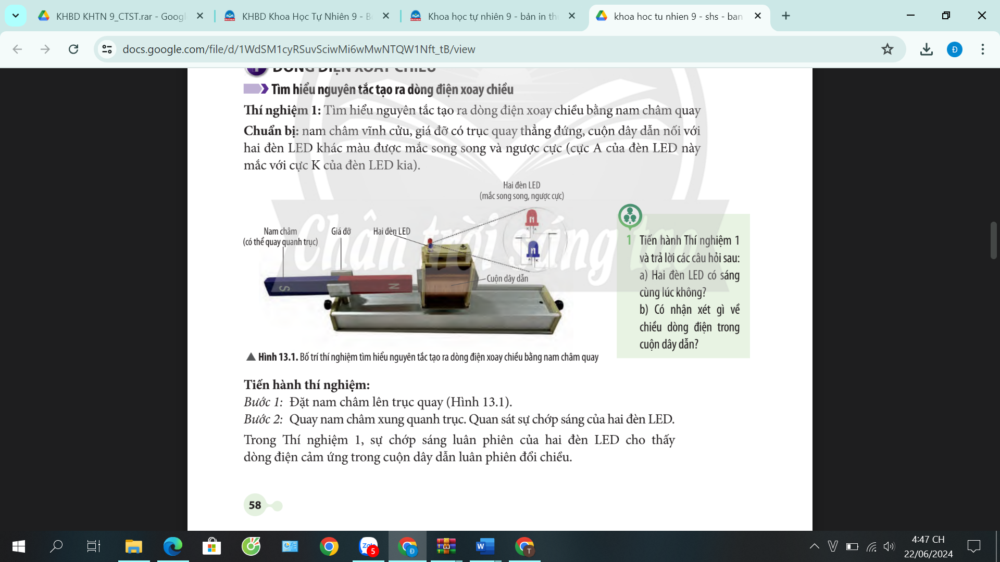 KHBD KHTN 9_CTST.rar - Googl
KHBD Khoa Học Tự Nhiên 9 - B
Khoa học tự nhiên 9 - bản in th
khoa hoc tu nhien 9 - shs - ban
docs.google.com/file/d/1WdSM1cyRSuvSciwMi6wMwNTQW1Nft_tB/view
Đ
DÒNG ĐIỆN XOAY CHIỀU
Tìm hiểu nguyên tắc tạo ra dòng điện xoay chiều
Thí nghiệm 1: Tìm hiểu nguyên tắc tạo ra dòng điện xoay chiều bằng nam châm quay
Chuẩn bị: nam châm vĩnh cửu, giá đỡ có trục quay thẳng đứng, cuộn dây dẫn nối với
hai đèn LED khác màu được mắc song song và ngược cực (cực A của đèn LED này
mắc với cực K của đèn LED kia).
Hai đèn LED
(mắc song song, ngược cực)
Nam châm
(có thể quay quanh trục)
Giá đỡ
Hai đèn LED
K A
A K
Cuộn dây dẫn
S
N
Chân trời sáng tạo
1 Tiến hành Thí nghiệm 1
và trả lời các câu hỏi sau:
a) Hai đèn LED có sáng
cùng lúc không?
b) Có nhận xét gì về
chiều dòng điện trong
cuộn dây dẫn?
Hình 13.1. Bố trí thí nghiệm tìm hiểu nguyên tắc tạo ra dòng điện xoay chiều bằng nam châm quay
Tiến hành thí nghiệm:
Bước 1: Đặt nam châm lên trục quay (Hình 13.1).
Bước 2: Quay nam châm xung quanh trục. Quan sát sự chớp sáng của hai đèn LED.
Trong Thí nghiệm 1, sự chớp sáng luân phiên của hai đèn LED cho thấy
dòng điện cảm ứng trong cuộn dây dẫn luân phiên đổi chiều.
58
Zalo
5
Đ
W
T
V
4:47 CH
22/06/2024